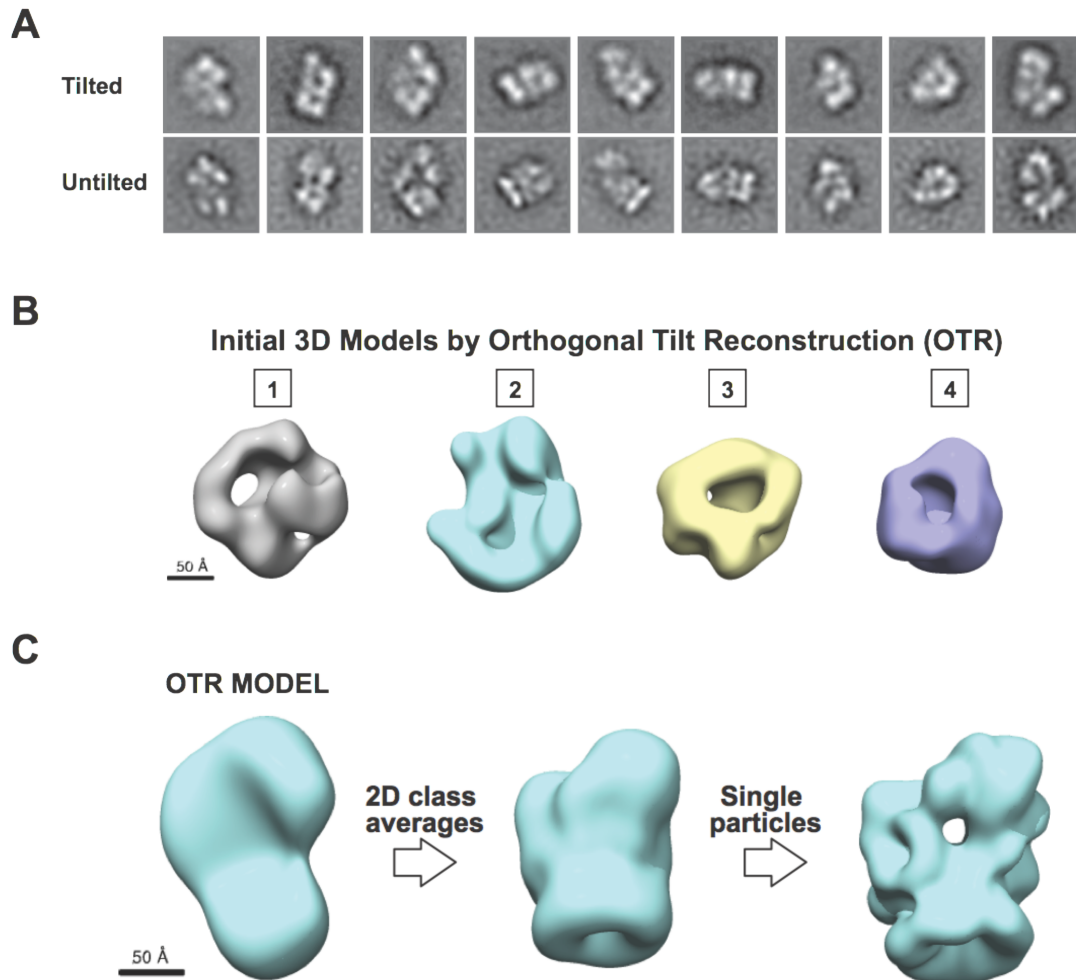 A
Tilted
Untilted
B
Initial 3D Models by Orthogonal Tilt Reconstruction (OTR)
1 2 3 4
50 Å
C
OTR MODEL
2D class
averages
Single
particles
50 Å